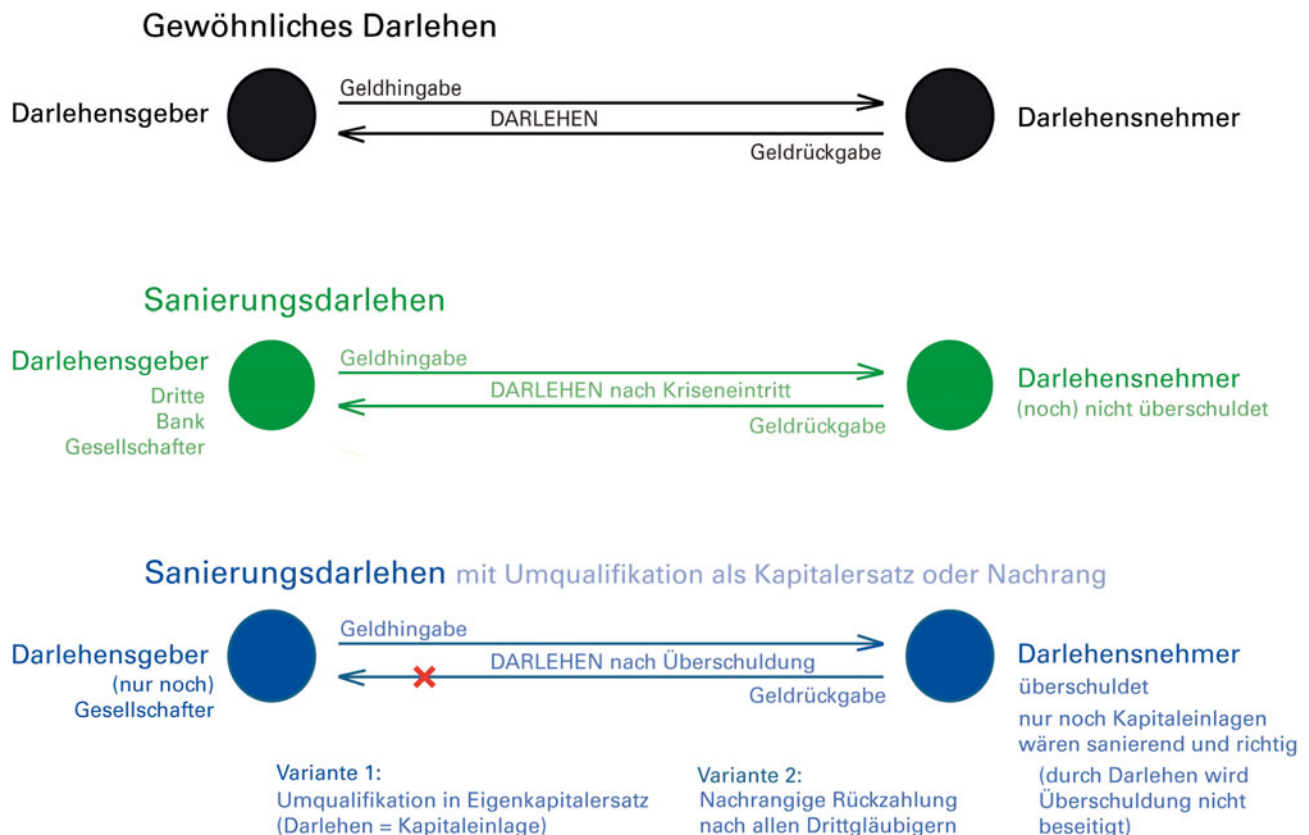 Gewöhnliches Darlehen
Darlehensgeber
Geldhingabe
DARLEHEN
Geldrückgabe
Darlehensnehmer
Sanierungsdarlehen
Darlehensgeber
Dritte
Bank
Gesellschafter
Geldhingabe
DARLEHEN nach Kriseneintritt
Geldrückgabe
Darlehensnehmer
(noch) nicht überschuldet
Sanierungsdarlehen mit Umqualifikation als Kapitalersatz oder Nachrang
Darlehensgeber
(nur noch)
Gesellschafter
Geldhingabe
DARLEHEN nach Überschuldung
Geldrückgabe
Darlehensnehmer
überschuldet
nur noch Kapitaleinlagen
wären sanierend und richtig
(durch Darlehen wird
Überschuldung nicht
beseitigt)
Variante 1:
Umqualifikation in Eigenkapitalersatz
(Darlehen = Kapitaleinlage)
Variante 2:
Nachrangige Rückzahlung
nach allen Drittgläubigern